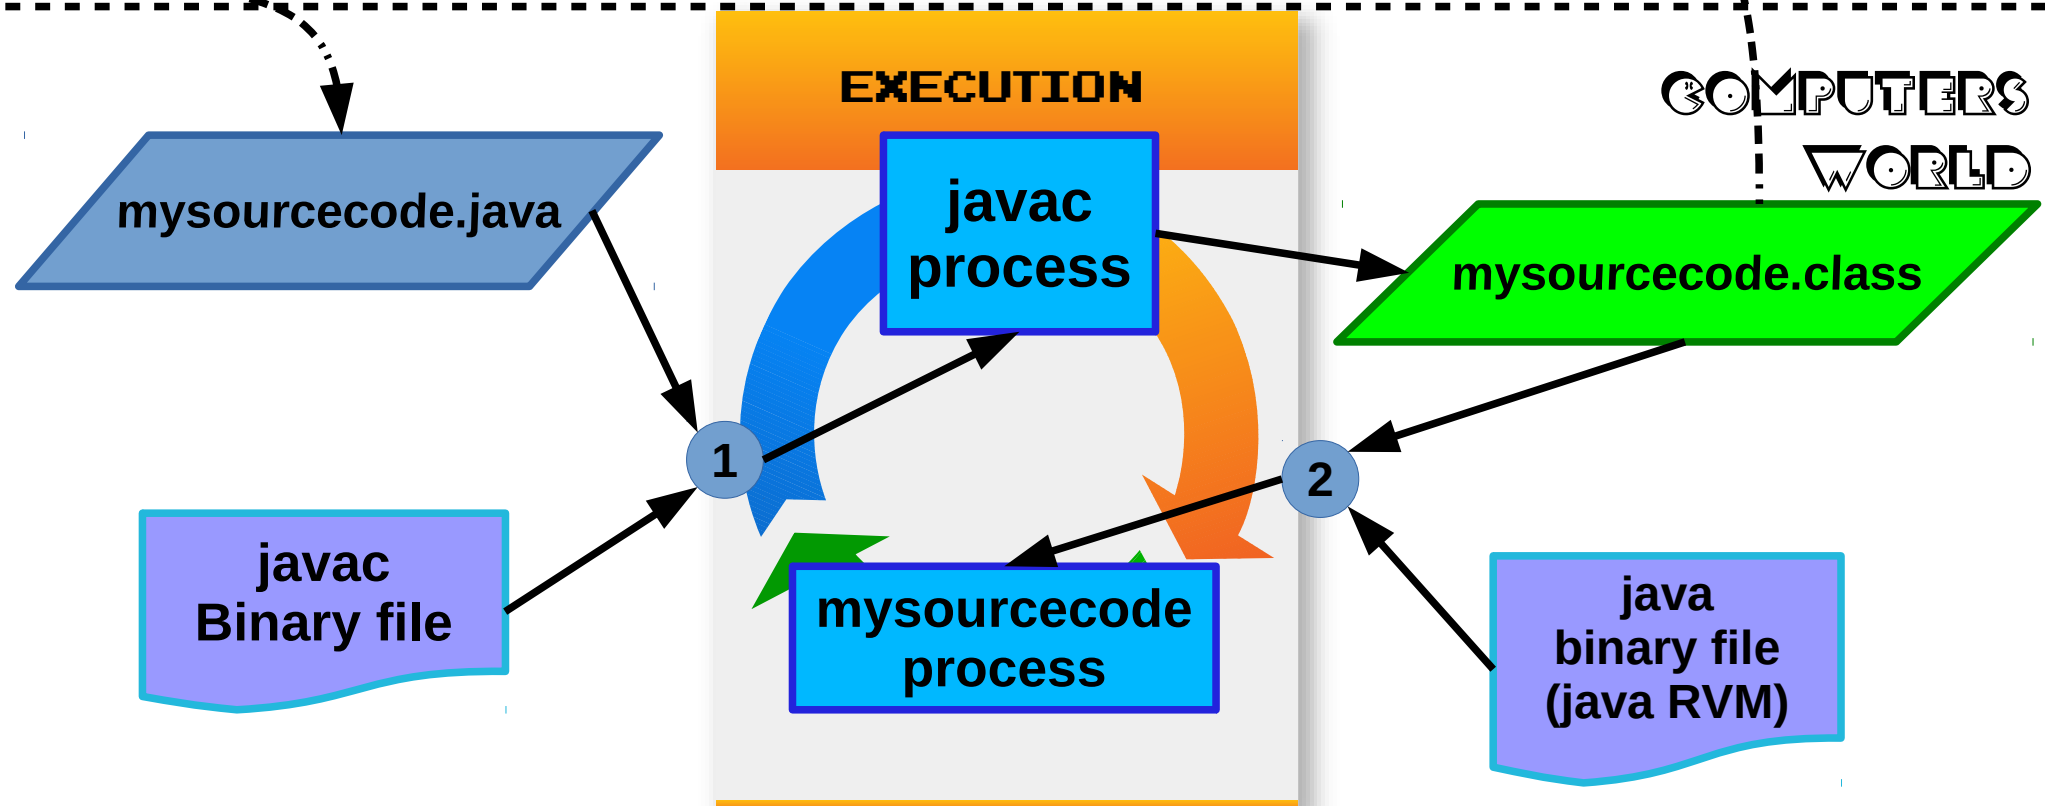 EXECUTION
COMPUTERS
WORLD
mysourcecode.java
javac
process
mysourcecode.class
1
2
javac
Binary file
mysourcecode
process
java
binary file
(java RVM)